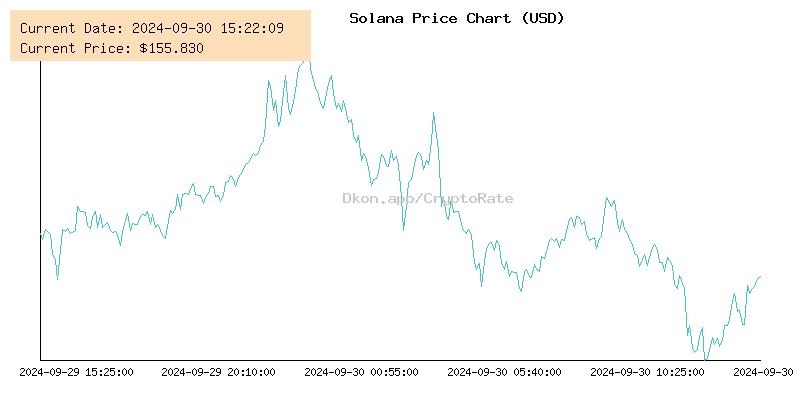 Solana Price Chart (USD)
Current Date: 2024-09-30 15:22:09
Current Price: $155.830
Dkon.app/CryptoRate
2024-09-29 15:25:00 2024-09-29 20:10:00 2024-09-30 00:55:00 2024-09-30 05:40:00 2024-09-30 10:25:00 2024-09-30